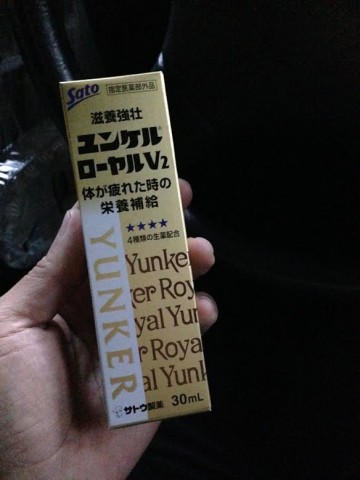 Sato
指定医薬部外品
滋養強壮
ユンケル
ローヤルV2
体が疲れた時の
栄養補給
★★★★
4種類の生薬配合
YUNKER
Yunke
er Roy
yal Yun
r Royal
al Yunk
サトウ製薬
30mL